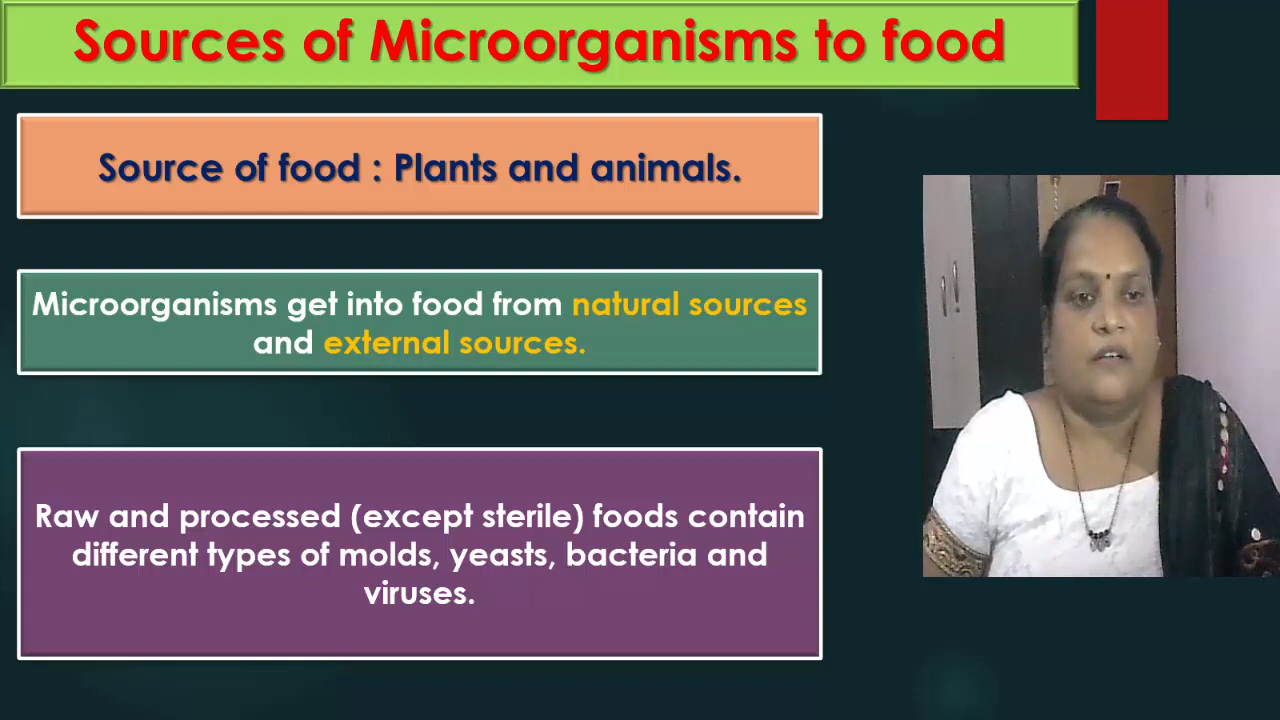 Sources of Microorganisms to food
Source of food : Plants and animals.
Microorganisms get into food from natural sources
and external sources.
Raw and processed (except sterile) foods contain
different types of molds, yeasts, bacteria and
viruses.